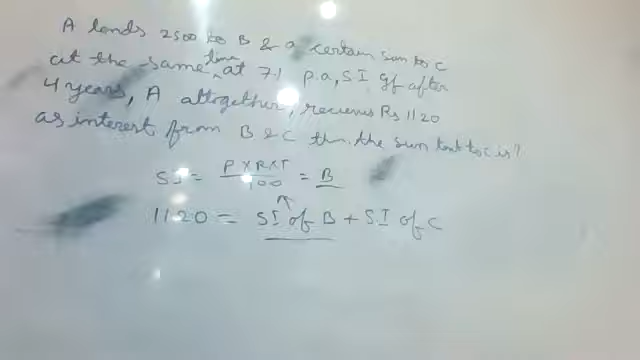 A lends 2500 to B & a certain sum to C
at the same time at 7% p.a, S I If after
4 years, A altogether, receives Rs 1120
as interest from B & C then the sum lent to C is?
SI = P X R X T / 100 = B
1120 = SI of B + S.I of C